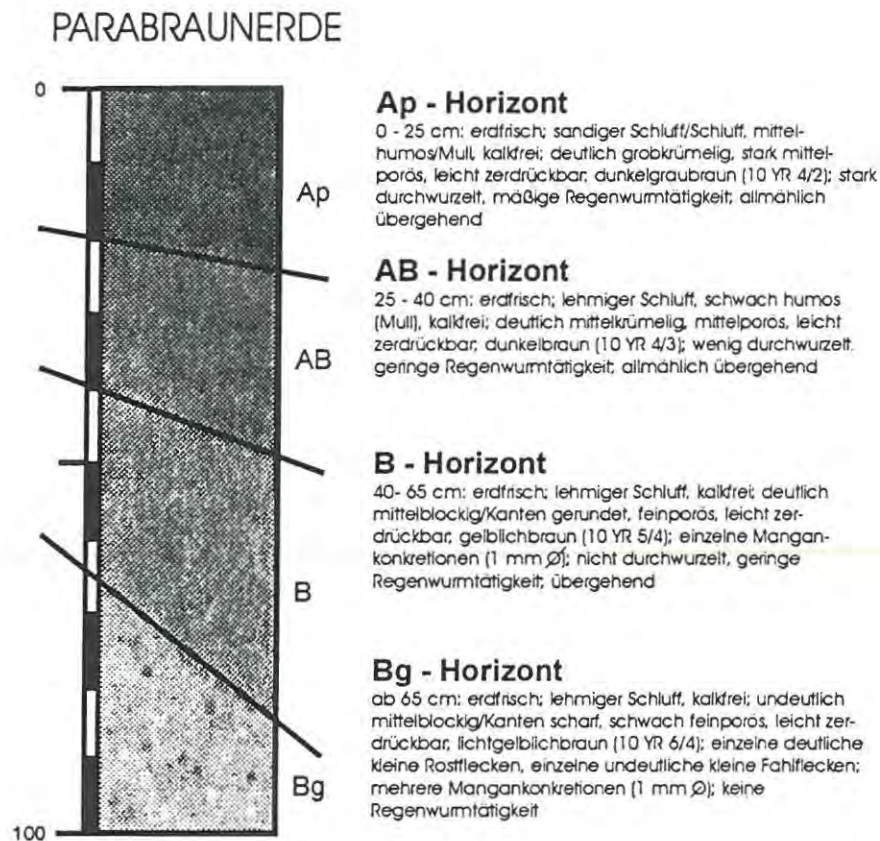 PARABRAUNERDE
0
Ap
AB
B
Bg
100
Ap - Horizont
0 - 25 cm: erdfrisch; sandiger Schluff/Schluff, mittel-
humos/Mull, kalkfrei; deutlich grobkrümelig, stark mittel-
porös, leicht zerdrückbar, dunkelgraubraun (10 YR 4/2); stark
durchwurzelt, mäßige Regenwurmtätigkeit; allmählich
übergehend
AB - Horizont
25 - 40 cm: erdfrisch; lehmiger Schluff, schwach humos
(Mull), kalkfrei; deutlich mittelkrümelig, mittelporös, leicht
zerdrückbar, dunkelbraun (10 YR 4/3); wenig durchwurzelt,
geringe Regenwurmtätigkeit; allmählich übergehend
B - Horizont
40- 65 cm: erdfrisch; lehmiger Schluff, kalkfrei; deutlich
mittelblockig/Kanten gerundet, feinporös, leicht zer-
drückbar, gelblichbraun (10 YR 5/4); einzelne Mangan-
konkretionen (1 mm Ø); nicht durchwurzelt, geringe
Regenwurmtätigkeit; übergehend
Bg - Horizont
ab 65 cm: erdfrisch; lehmiger Schluff, kalkfrei; undeutlich
mittelblockig/Kanten scharf, schwach feinporös, leicht zer-
drückbar, lichtgelblichbraun (10 YR 6/4); einzelne deutliche
kleine Rostflecken, einzelne undeutliche kleine Fahlflecken;
mehrere Mangankonkretionen (1 mm Ø); keine
Regenwurmtätigkeit